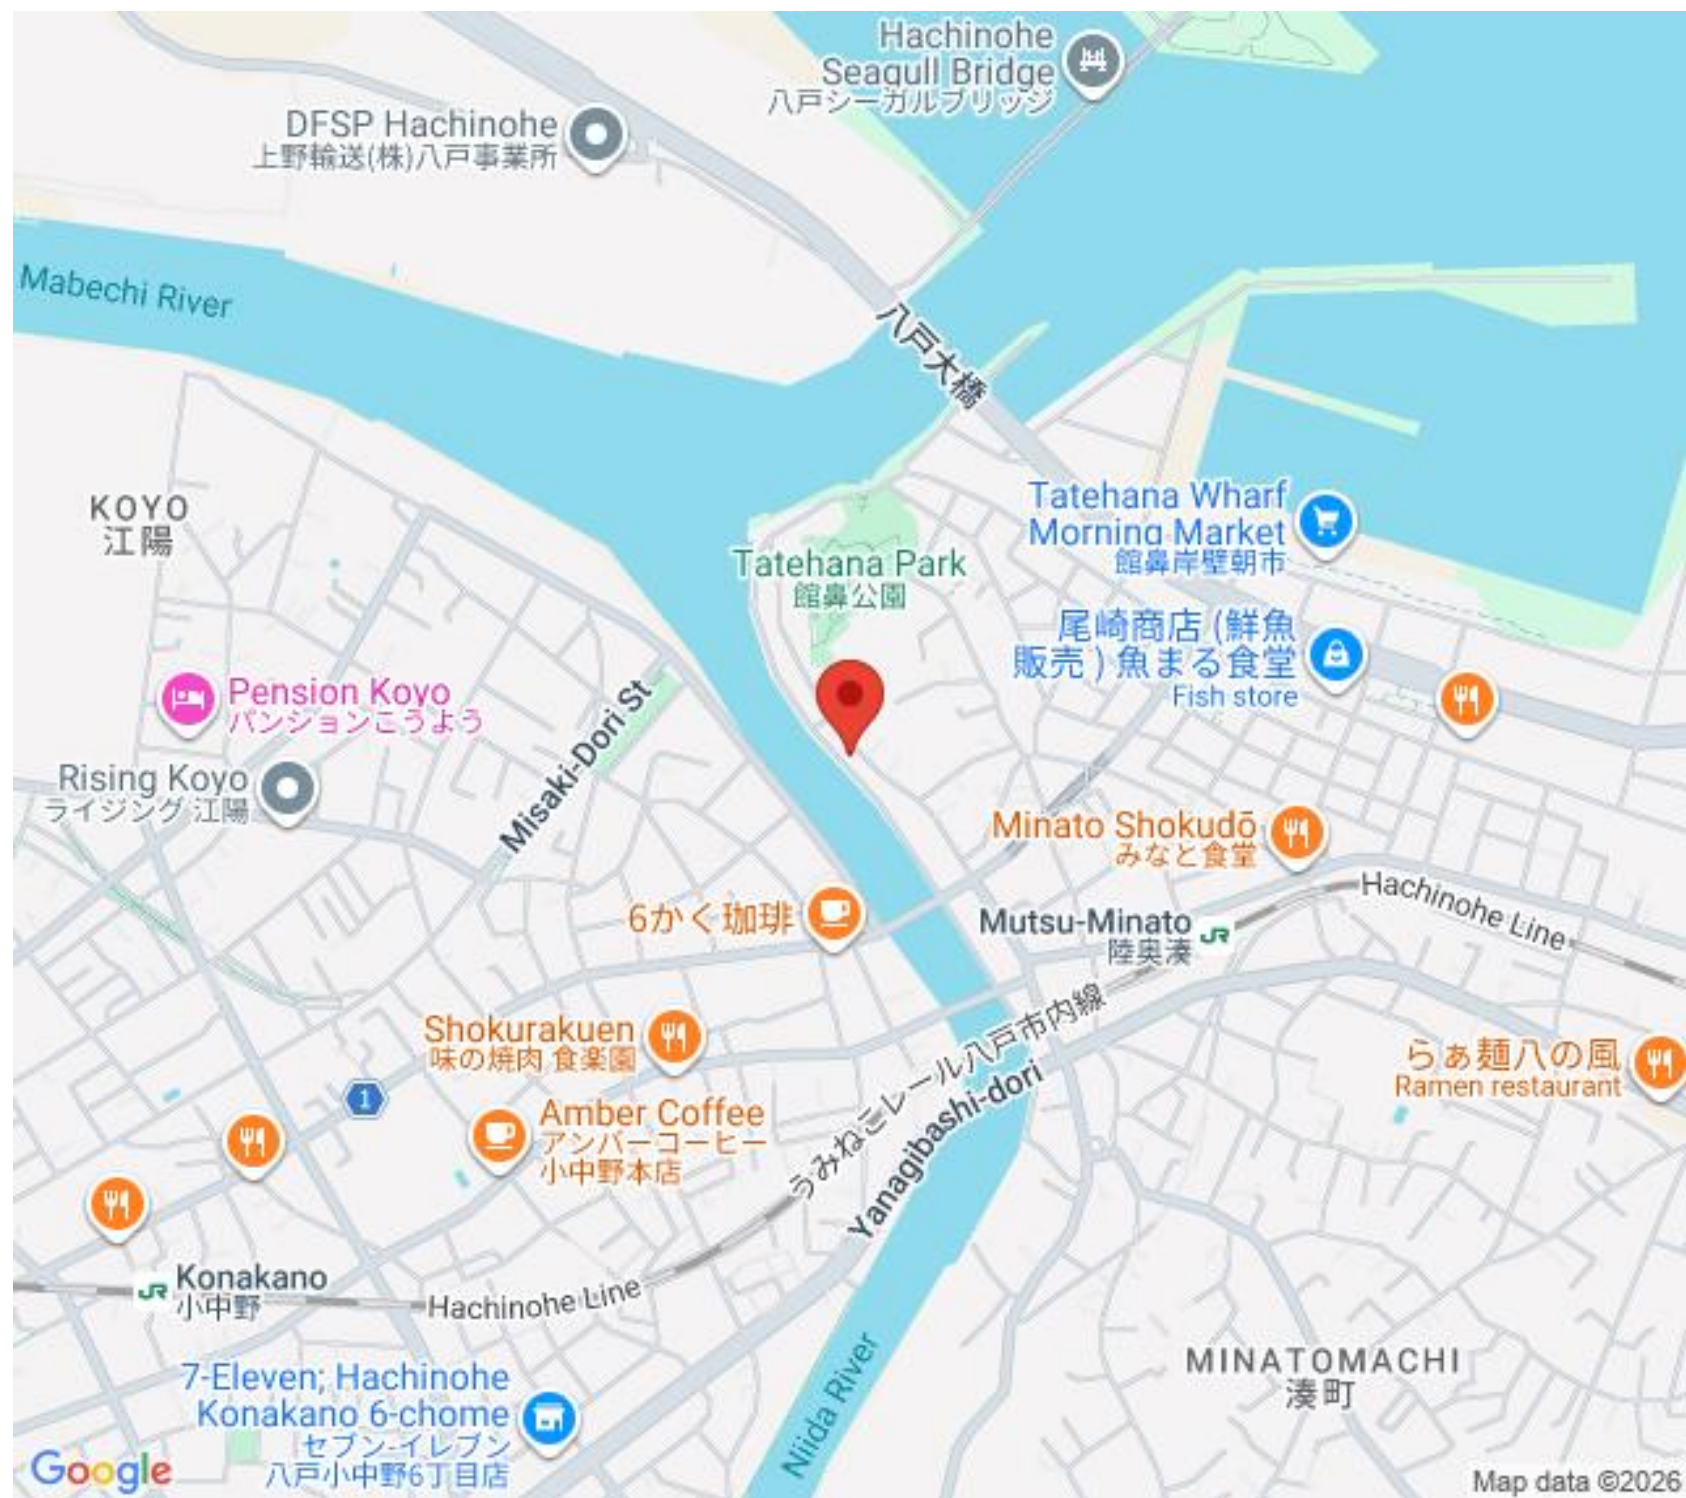 Hachinohe
Seagull Bridge
八戸シーガルブリッジ
DFSP Hachinohe
上野輸送(株)八戸事業所
Mabechi River
八戸大橋
KOYO
江陽
Tatehana Wharf
Morning Market
館鼻岸壁朝市
Tatehana Park
館鼻公園
尾崎商店 (鮮魚
販売 ) 魚まる食堂
Fish store
Pension Koyo
パンションこうよう
Misaki-Dori St
Rising Koyo
ライジング 江陽
Minato Shokudō
みなと食堂
Hachinohe Line
6かく珈琲
Mutsu-Minato
陸奥湊
JR
Shokurakuen
味の焼肉 食楽園
うみねこレール八戸市内線
Yanagibashi-dori
らぁ麺八の風
Ramen restaurant
1
Amber Coffee
アンバーコーヒー
小中野本店
JR
Konakano
小中野
Hachinohe Line
7-Eleven; Hachinohe
Konakano 6-chome
セブン-イレブン
八戸小中野6丁目店
Niida River
MINATOMACHI
湊町
Google
Map data ©2026